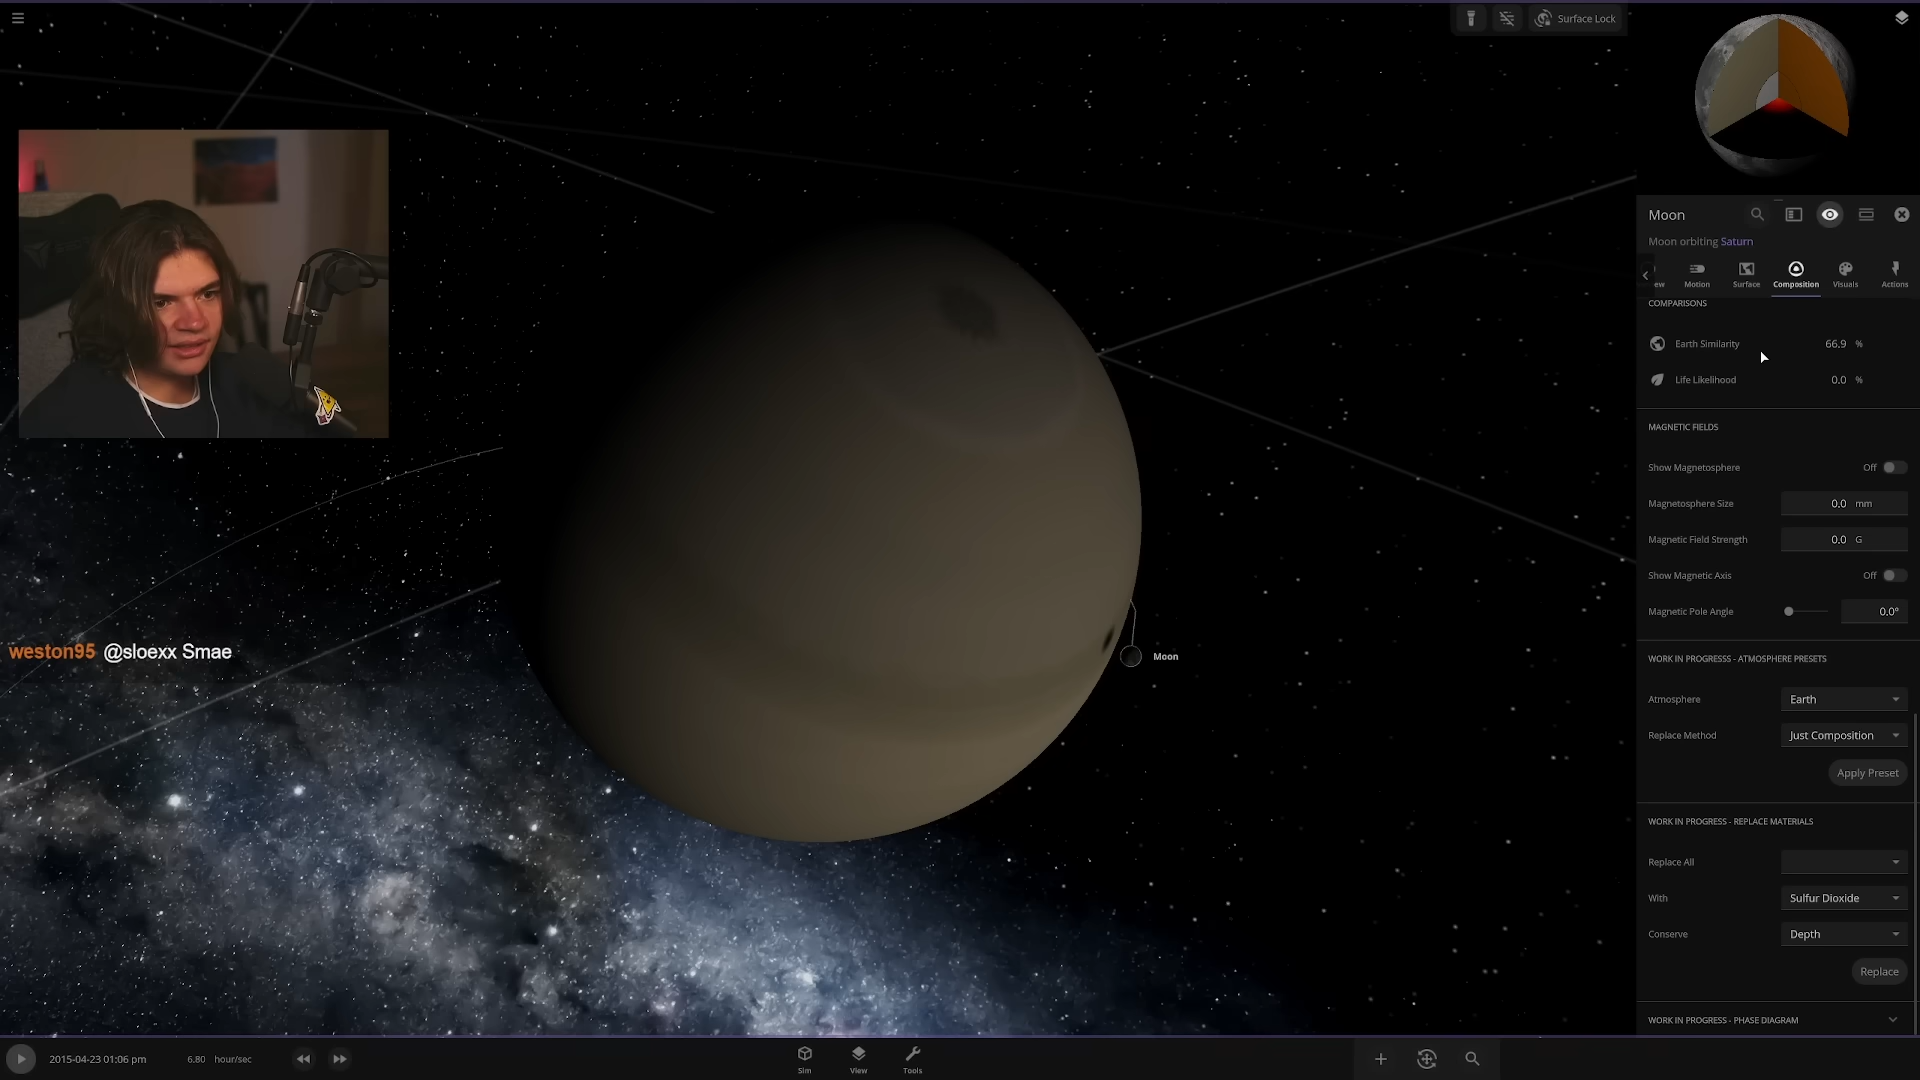 Surface Lock
Moon
Moon orbiting Saturn
ew Motion Surface Composition Visuals Actions
COMPARISONS
Earth Similarity 66.9 %
Life Likelihood 0.0 %
MAGNETIC FIELDS
Show Magnetosphere Off
Magnetosphere Size 0.0 mm
Magnetic Field Strength 0.0 G
Show Magnetic Axis Off
Magnetic Pole Angle 0.0°
weston95 @sloexx Smae
Moon
WORK IN PROGRESSS - ATMOSPHERE PRESETS
Atmosphere Earth
Replace Method Just Composition
Apply Preset
WORK IN PROGRESS - REPLACE MATERIALS
Replace All
With Sulfur Dioxide
Conserve Depth
Replace
WORK IN PROGRESS - PHASE DIAGRAM
2015-04-23 01:06 pm 6.80 hour/sec
Sim View Tools